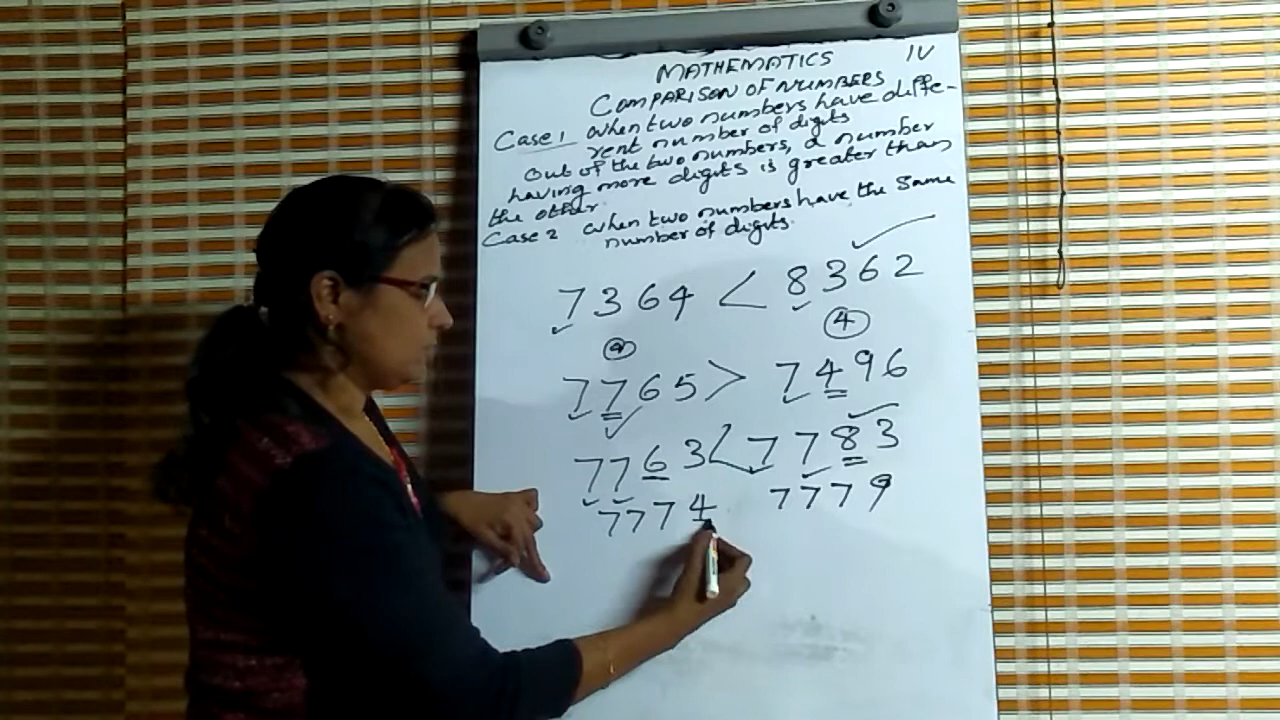 MATHEMATICS IV
COMPARISON OF NUMBERS
Case 1 when two numbers have diffe-
rent number of digits
out of the two numbers, a number
having more digits is greater than
the other.
Case 2 when two numbers have the same
number of digits.
7364 < 8362
4
7765 > 7496
7763 < 7783
7774 7779